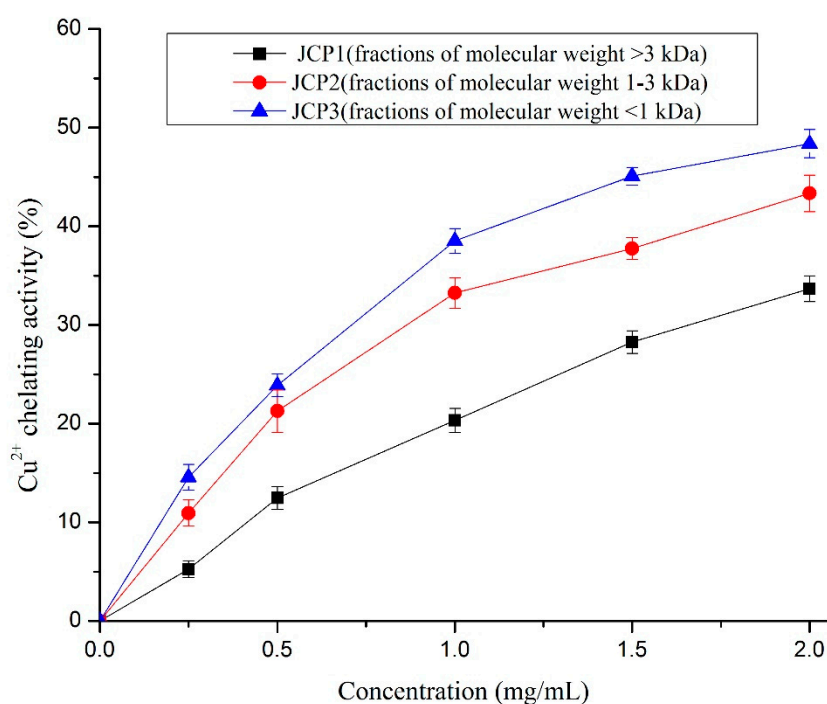 JCP1(fractions of molecular weight >3 kDa)
JCP2(fractions of molecular weight 1-3 kDa)
JCP3(fractions of molecular weight <1 kDa)
60
50
40
30
20
10
0
Cu²⁺ chelating activity (%)
0.0 0.5 1.0 1.5 2.0
Concentration (mg/mL)